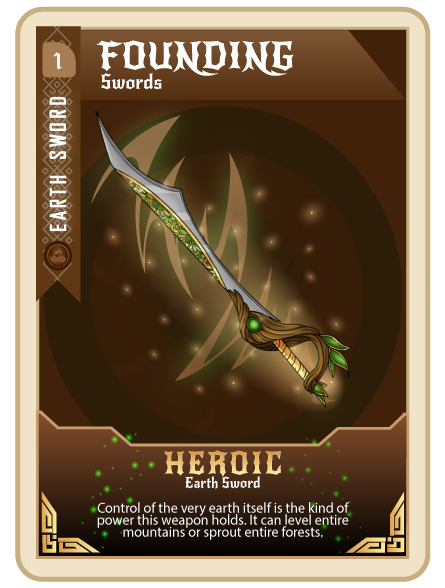 1
FOUNDING
Swords
EARTH SWORD
HEROIC
Earth Sword
Control of the very earth itself is the kind of
power this weapon holds. It can level entire
mountains or sprout entire forests.